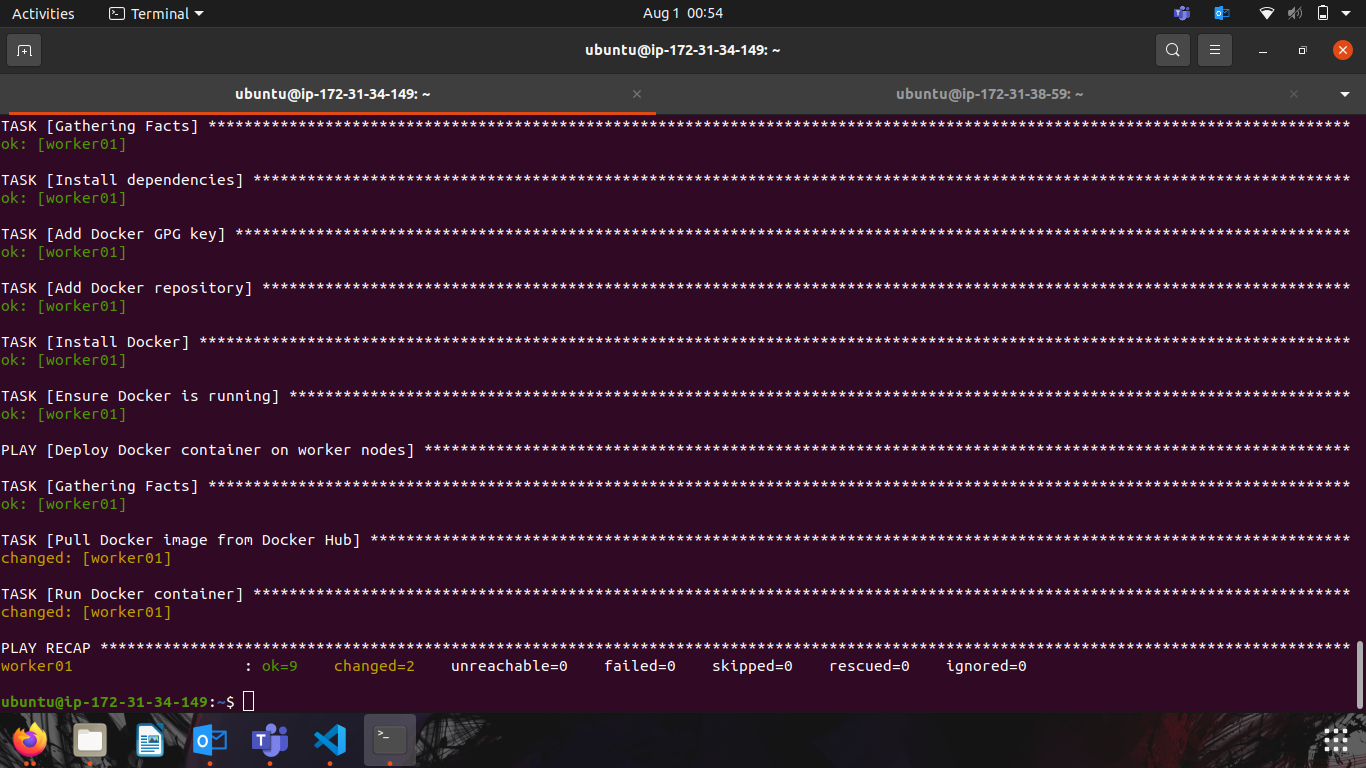 Activities Terminal Aug 1 00:54
ubuntu@ip-172-31-34-149: ~
ubuntu@ip-172-31-34-149: ~ ubuntu@ip-172-31-38-59: ~
TASK [Gathering Facts] *******************************************************************************************************************************
ok: [worker01]
TASK [Install dependencies] **************************************************************************************************************************
ok: [worker01]
TASK [Add Docker GPG key] ****************************************************************************************************************************
ok: [worker01]
TASK [Add Docker repository] *************************************************************************************************************************
ok: [worker01]
TASK [Install Docker] ********************************************************************************************************************************
ok: [worker01]
TASK [Ensure Docker is running] **********************************************************************************************************************
ok: [worker01]
PLAY [Deploy Docker container on worker nodes] *******************************************************************************************************
TASK [Gathering Facts] *******************************************************************************************************************************
ok: [worker01]
TASK [Pull Docker image from Docker Hub] *************************************************************************************************************
changed: [worker01]
TASK [Run Docker container] **************************************************************************************************************************
changed: [worker01]
PLAY RECAP *******************************************************************************************************************************************
worker01 : ok=9 changed=2 unreachable=0 failed=0 skipped=0 rescued=0 ignored=0
ubuntu@ip-172-31-34-149:~$